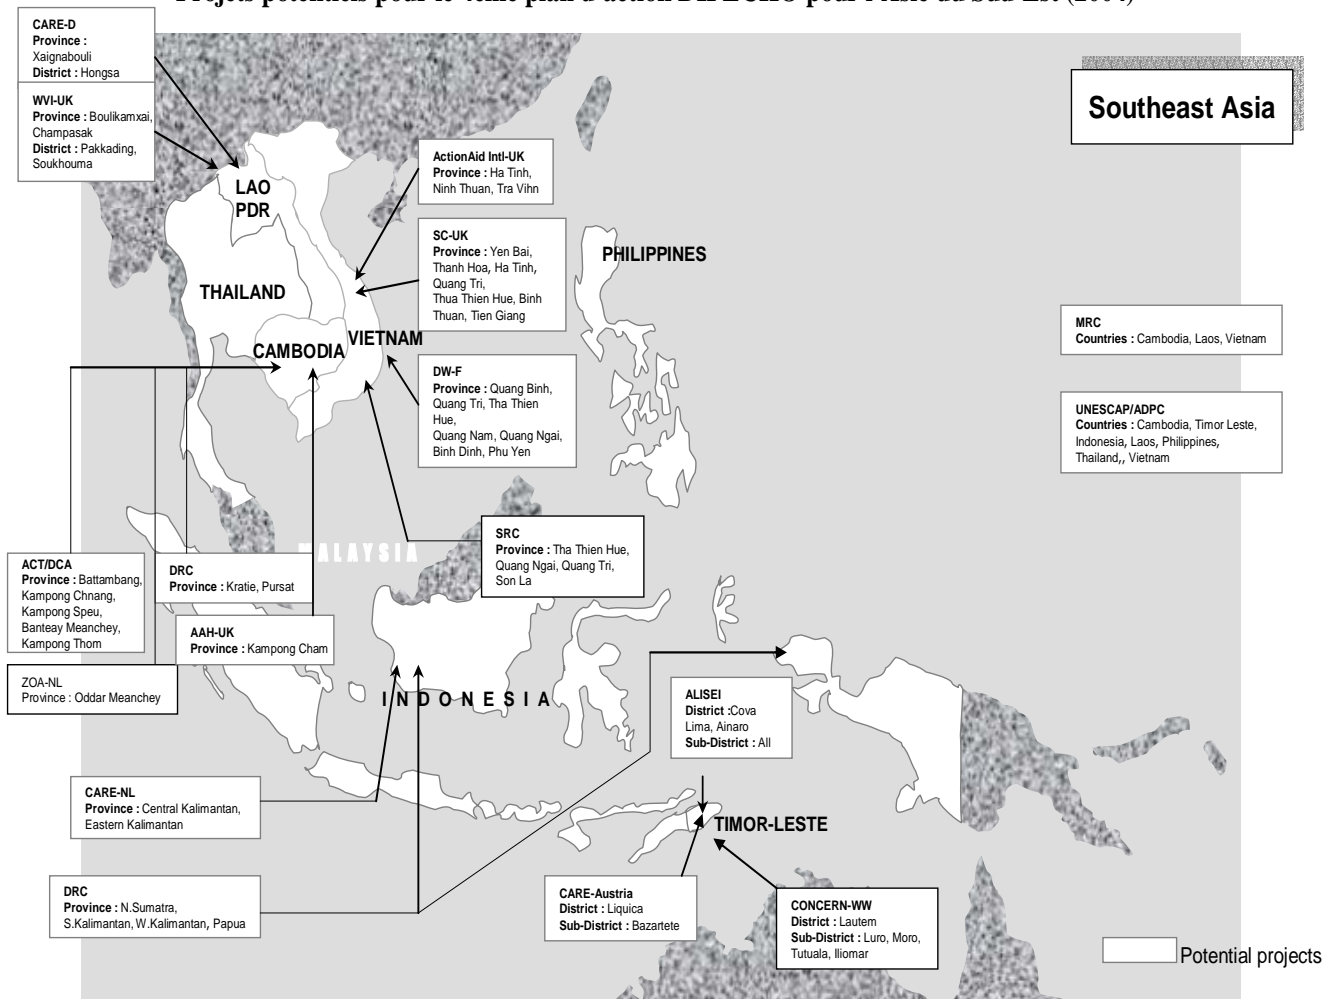 Projets potentiels pour le 4ème plan d'action DIPECHO pour l'Asie du Sud-Est (2004)
CARE-D
Province :
Xaignabouli
District : Hongsa
WVI-UK
Province : Boulikamxai,
Champasak
District : Pakkading,
Soukhouma
Southeast Asia
ActionAid Intl-UK
Province : Ha Tinh,
Ninh Thuan, Tra Vihn
LAO
PDR
SC-UK
Province : Yen Bai,
Thanh Hoa, Ha Tinh,
Quang Tri,
Thua Thien Hue, Binh
Thuan, Tien Giang
PHILIPPINES
THAILAND
VIETNAM
CAMBODIA
MRC
Countries : Cambodia, Laos, Vietnam
DW-F
Province : Quang Binh,
Quang Tri, Tha Thien
Hue,
Quang Nam, Quang Ngai,
Binh Dinh, Phu Yen
UNESCAP/ADPC
Countries : Cambodia, Timor Leste,
Indonesia, Laos, Philippines,
Thailand,, Vietnam
MALAYSIA
SRC
Province : Tha Thien Hue,
Quang Ngai, Quang Tri,
Son La
ACT/DCA
Province : Battambang,
Kampong Chnang,
Kampong Speu,
Banteay Meanchey,
Kampong Thom
DRC
Province : Kratie, Pursat
AAH-UK
Province : Kampong Cham
ZOA-NL
Province : Oddar Meanchey
INDONESIA
ALISEI
District :Cova
Lima, Ainaro
Sub-District : All
CARE-NL
Province : Central Kalimantan,
Eastern Kalimantan
TIMOR-LESTE
DRC
Province : N.Sumatra,
S.Kalimantan, W.Kalimantan, Papua
CARE-Austria
District : Liquica
Sub-District : Bazartete
CONCERN-WW
District : Lautem
Sub-District : Luro, Moro,
Tutuala, Iliomar
Potential projects